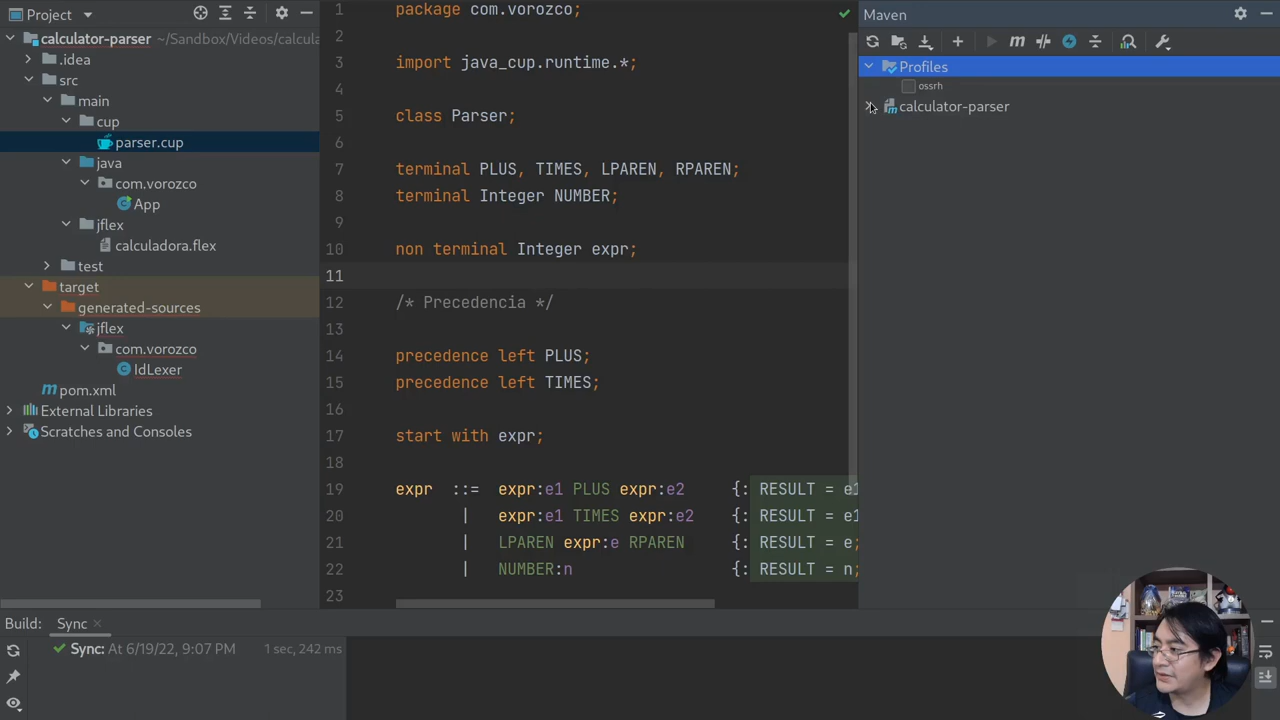 Project
calculator-parser ~/Sandbox/Videos/calcula
.idea
src
main
cup
parser.cup
java
com.vorozco
App
jflex
calculadora.flex
test
target
generated-sources
jflex
com.vorozco
IdLexer
pom.xml
External Libraries
Scratches and Consoles
1 package com.vorozco;
2
3 import java_cup.runtime.*;
4
5 class Parser;
6
7 terminal PLUS, TIMES, LPAREN, RPAREN;
8 terminal Integer NUMBER;
9
10 non terminal Integer expr;
11
12 /* Precedencia */
13
14 precedence left PLUS;
15 precedence left TIMES;
16
17 start with expr;
18
19 expr ::= expr:e1 PLUS expr:e2 {: RESULT = e1
20 | expr:e1 TIMES expr:e2 {: RESULT = e1
21 | LPAREN expr:e RPAREN {: RESULT = e;
22 | NUMBER:n {: RESULT = n;
23
Maven
Profiles
ossrh
calculator-parser
Build: Sync
Sync: At 6/19/22, 9:07 PM 1 sec, 242 ms